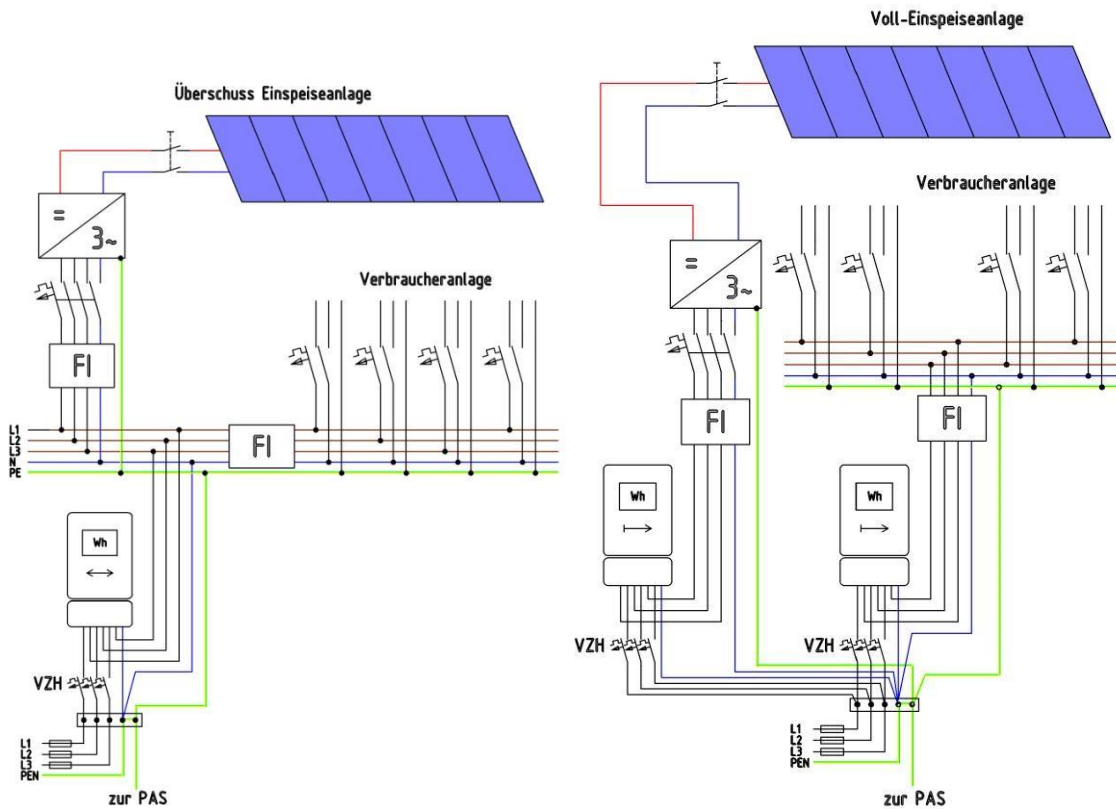 Voll-Einspeiseanlage
Überschuss Einspeiseanlage
=
3~
Verbraucheranlage
FI
L1
L2
L3
N
PE
FI
Wh
VZH
L1
L2
L3
PEN
zur PAS
Verbraucheranlage
=
3~
FI
FI
Wh
Wh
VZH
VZH
L1
L2
L3
PEN
zur PAS